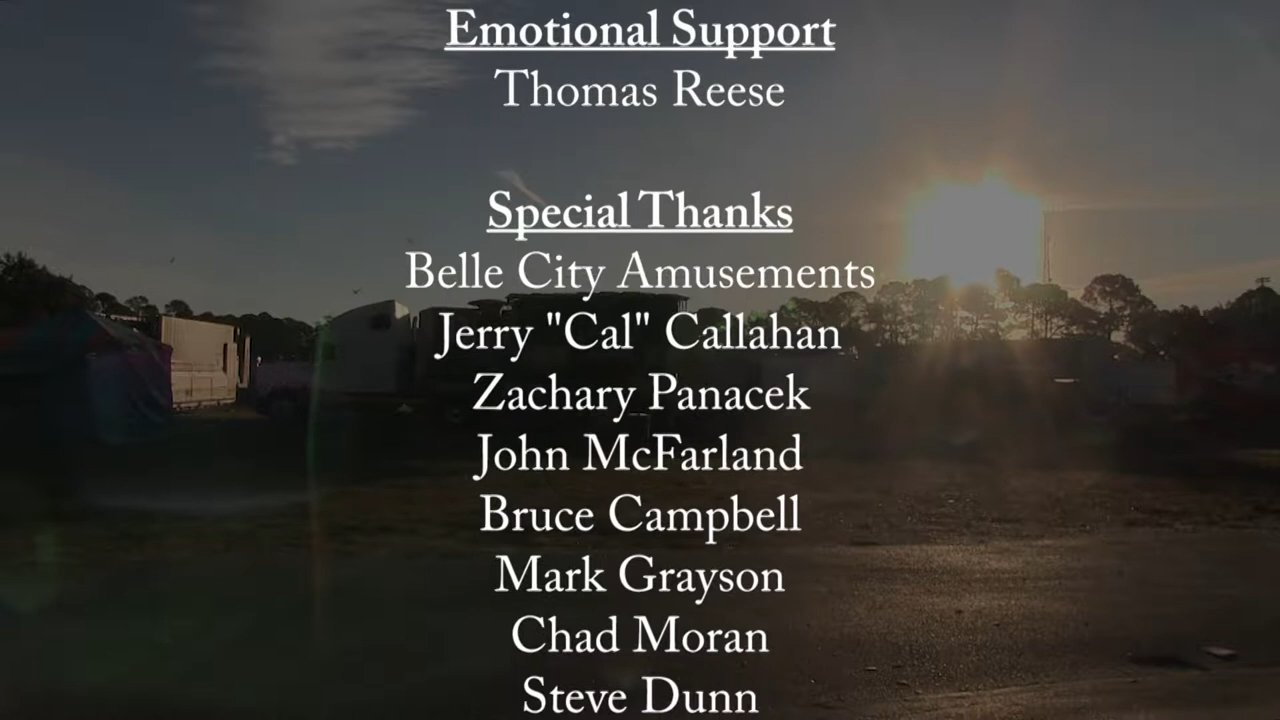 Emotional Support
Thomas Reese
Special Thanks
Belle City Amusements
Jerry "Cal" Callahan
Zachary Panacek
John McFarland
Bruce Campbell
Mark Grayson
Chad Moran
Steve Dunn